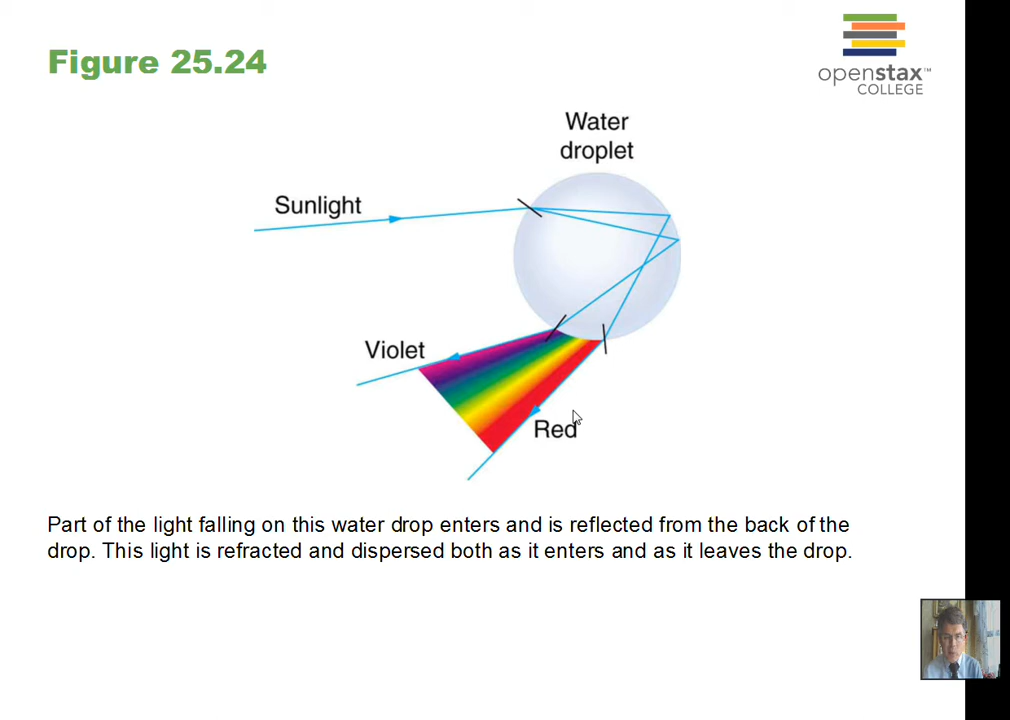 Figure 25.24
openstax™
COLLEGE
Water
droplet
Sunlight
Violet
Red
Part of the light falling on this water drop enters and is reflected from the back of the
drop. This light is refracted and dispersed both as it enters and as it leaves the drop.